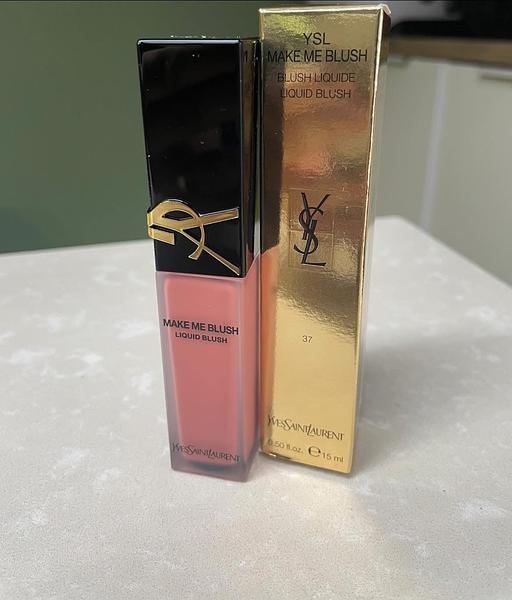 MAKE ME BLUSH
LIQUID BLUSH
YVESSAINTLAURENT
YSL
MAKE ME BLUSH
BLUSH LIQUIDE
LIQUID BLUSH
YSL
37
YVESSAINTLAURENT
0.50 fl.oz. ℮ 15 ml